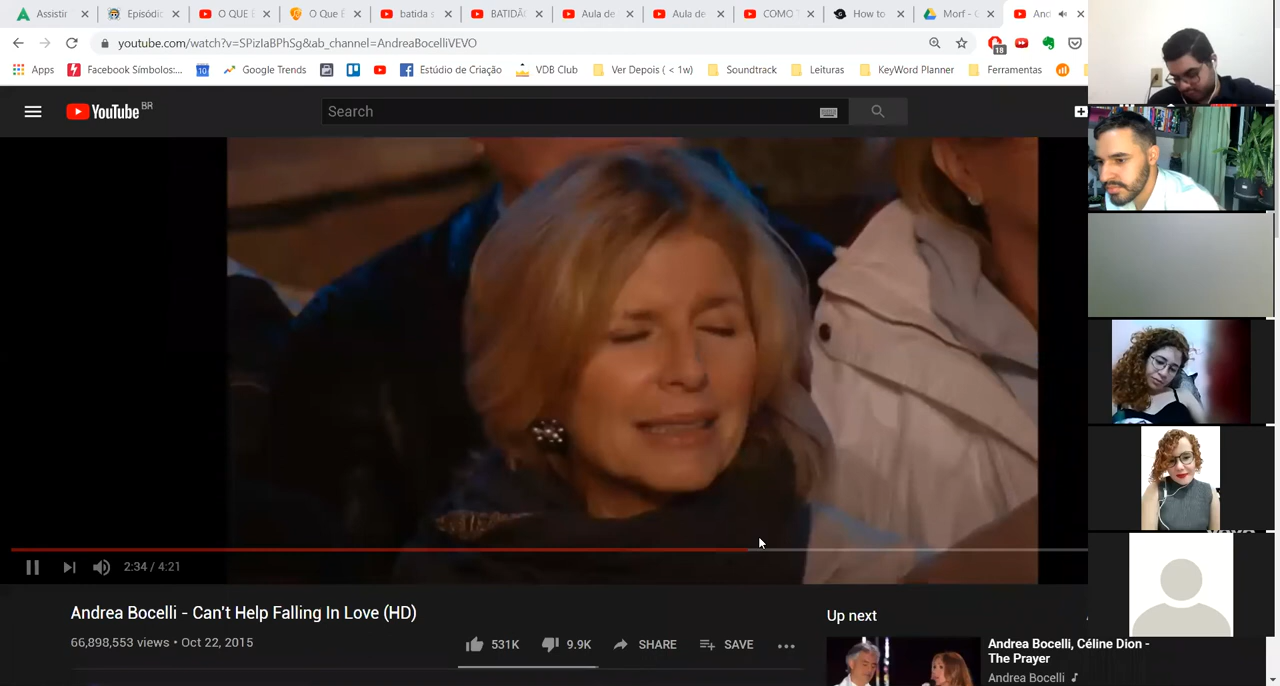 Assistir
Episódi
O QUE E
O Que É
batida s
BATIDÃ
Aula de
Aula de
COMO T
How to
Morf - C
And
youtube.com/watch?v=SPizIaBPhSg&ab_channel=AndreaBocelliVEVO
18
Apps
Facebook Símbolos:...
10
Google Trends
Estúdio de Criação
VDB Club
Ver Depois ( < 1w)
Soundtrack
Leituras
KeyWord Planner
Ferramentas
YouTube BR
Search
2:34 / 4:21
Andrea Bocelli - Can't Help Falling In Love (HD)
66,898,553 views • Oct 22, 2015
531K
9.9K
SHARE
SAVE
Up next
Andrea Bocelli, Céline Dion -
The Prayer
Andrea Bocelli